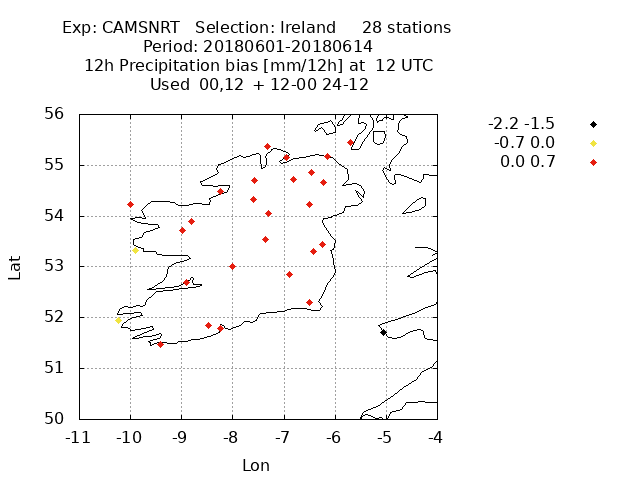 Exp: CAMSNRT   Selection: Ireland     28 stations
Period: 20180601-20180614
12h Precipitation bias [mm/12h] at  12 UTC
Used 00,12  + 12-00 24-12
-2.2 -1.5
-0.7 0.0
0.0 0.7
56
55
54
53
52
51
50
Lat
-11 -10 -9 -8 -7 -6 -5 -4
Lon